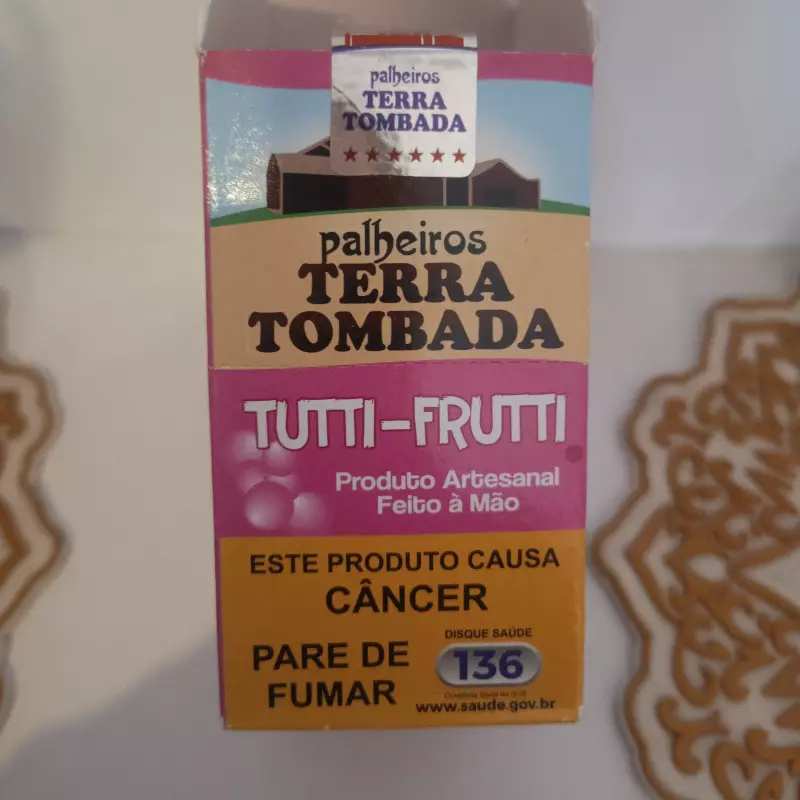 palheiros
TERRA
TOMBADA
palheiros
TERRA
TOMBADA
TUTTI-FRUTTI
Produto Artesanal
Feito à Mão
ESTE PRODUTO CAUSA
CÂNCER
PARE DE
FUMAR
DISQUE SAÚDE
136
www.saude.gov.br